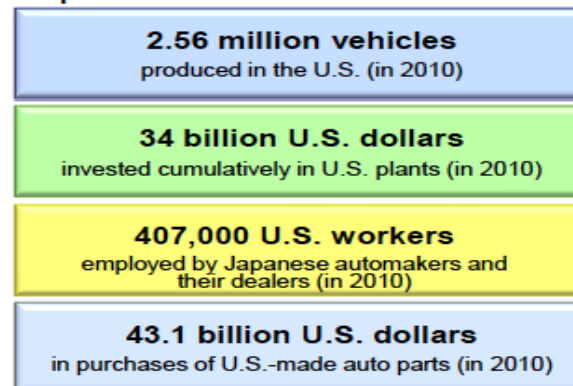 2.56 million vehicles
produced in the U.S. (in 2010)
34 billion U.S. dollars
invested cumulatively in U.S. plants (in 2010)
407,000 U.S. workers
employed by Japanese automakers and
their dealers (in 2010)
43.1 billion U.S. dollars
in purchases of U.S.-made auto parts (in 2010)